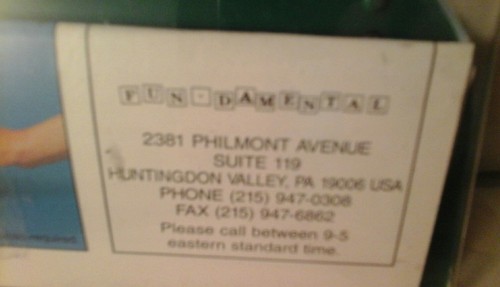 FUN-DAMENTAL
2381 PHILMONT AVENUE
SUITE 119
HUNTINGDON VALLEY, PA 19006 USA
PHONE (215) 947-0308
FAX (215) 947-6862
Please call between 9-5
eastern standard time.
required